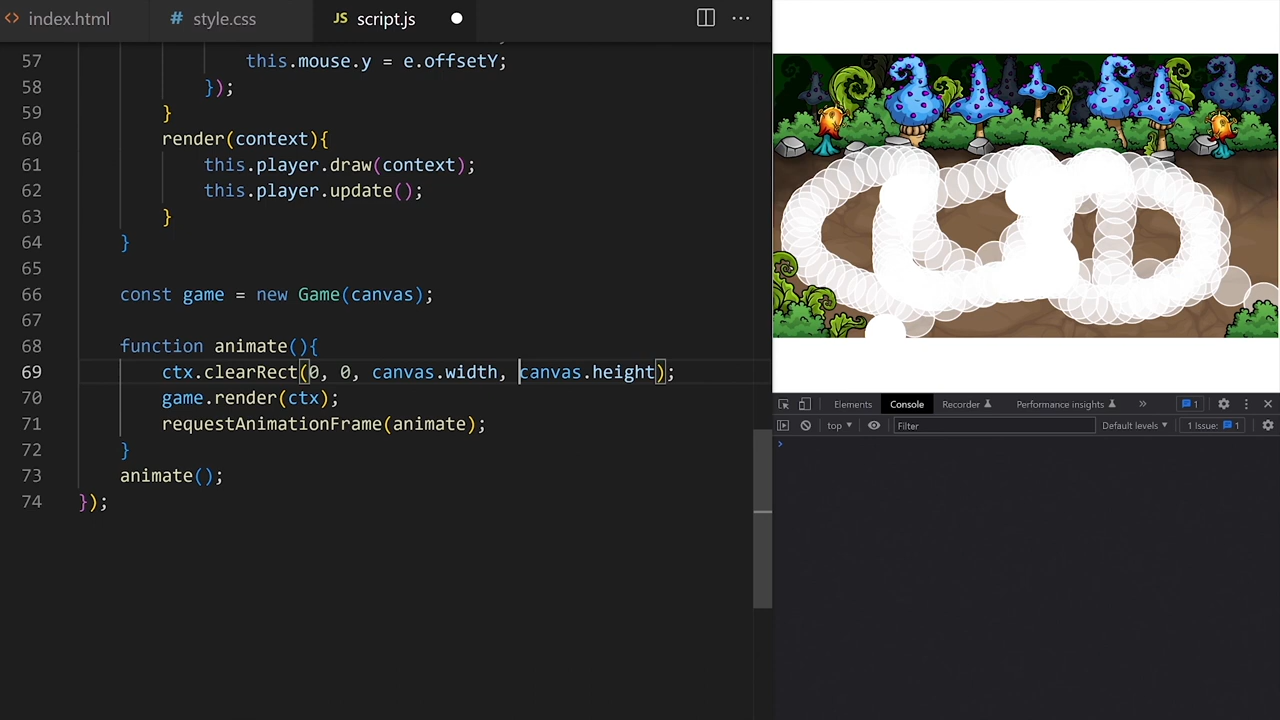 index.html
# style.css
JS script.js
57 this.mouse.y = e.offsetY;
58 });
59 }
60 render(context){
61 this.player.draw(context);
62 this.player.update();
63 }
64 }
65
66 const game = new Game(canvas);
67
68 function animate(){
69 ctx.clearRect(0, 0, canvas.width, canvas.height);
70 game.render(ctx);
71 requestAnimationFrame(animate);
72 }
73 animate();
74 });
Elements Console Recorder Performance insights 1
top Filter Default levels 1 Issue: 1